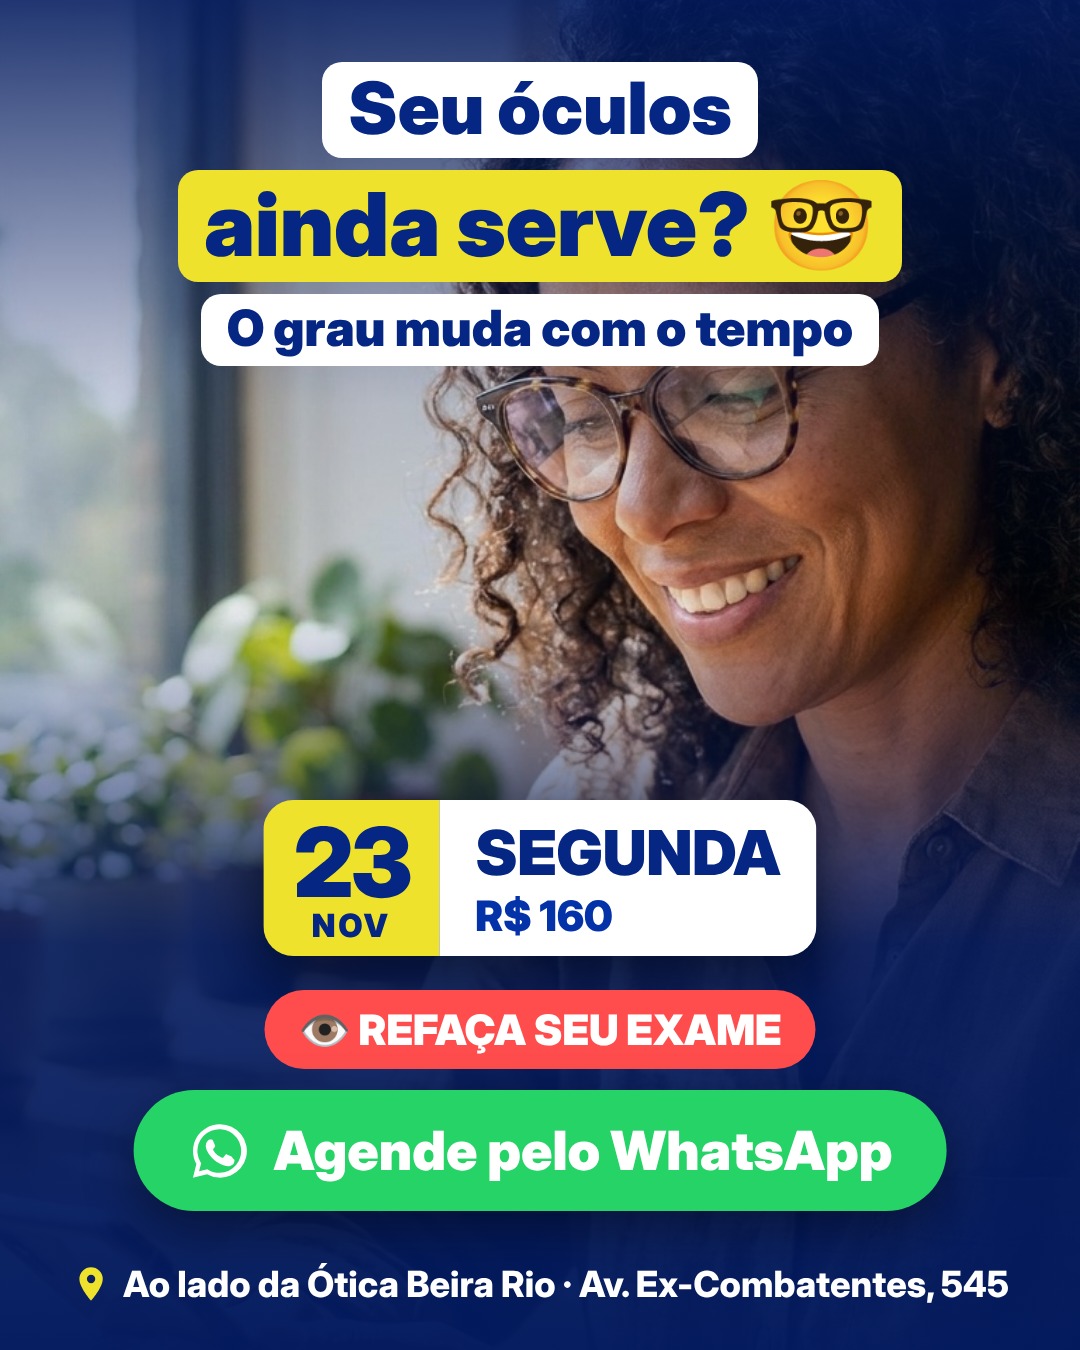 Seu óculos
ainda serve? 🤓
O grau muda com o tempo
23
NOV
SEGUNDA
R$ 160
👁️ REFAÇA SEU EXAME
Agende pelo WhatsApp
Ao lado da Ótica Beira Rio · Av. Ex-Combatentes, 545